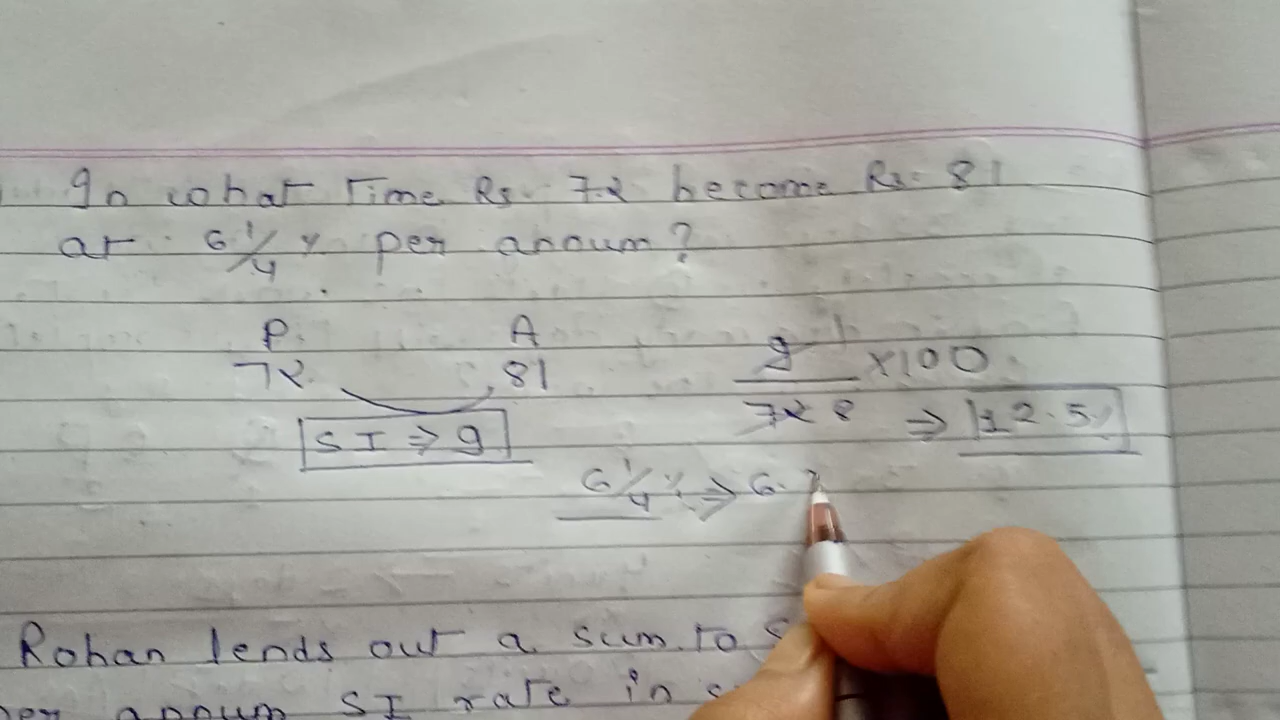 In what Time Rs. 72 become Rs. 81
at 6 1/4 % per annum?
P. A
72 81
SI ⇒ 9
9 1 ×100
72 8 ⇒ 12.5%
6 1/4 % ⇒ 6.
Rohan lends out a sum to
per annum SI rate in